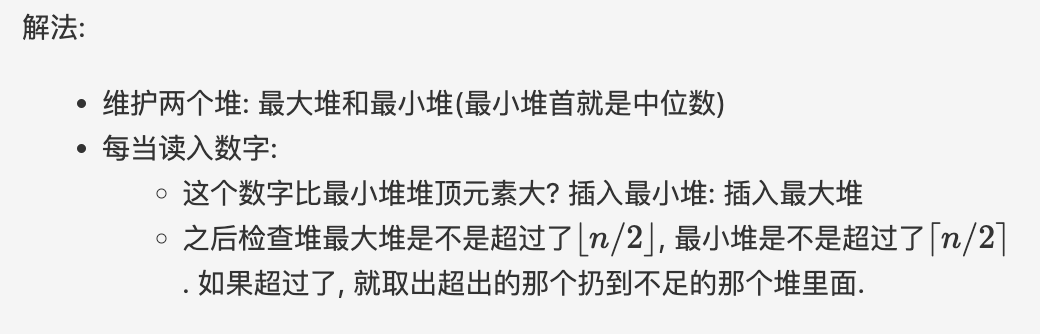 解法:
维护两个堆: 最大堆和最小堆(最小堆首就是中位数)
每当读入数字:
这个数字比最小堆堆顶元素大? 插入最小堆: 插入最大堆
之后检查堆最大堆是不是超过了⌊n/2⌋, 最小堆是不是超过了⌈n/2⌉
. 如果超过了, 就取出超出的那个扔到不足的那个堆里面.